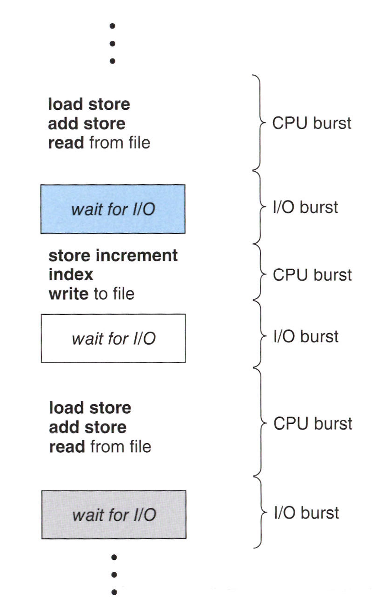 load store
add store
read from file
CPU burst
wait for I/O
I/O burst
store increment
index
write to file
CPU burst
wait for I/O
I/O burst
load store
add store
read from file
CPU burst
wait for I/O
I/O burst